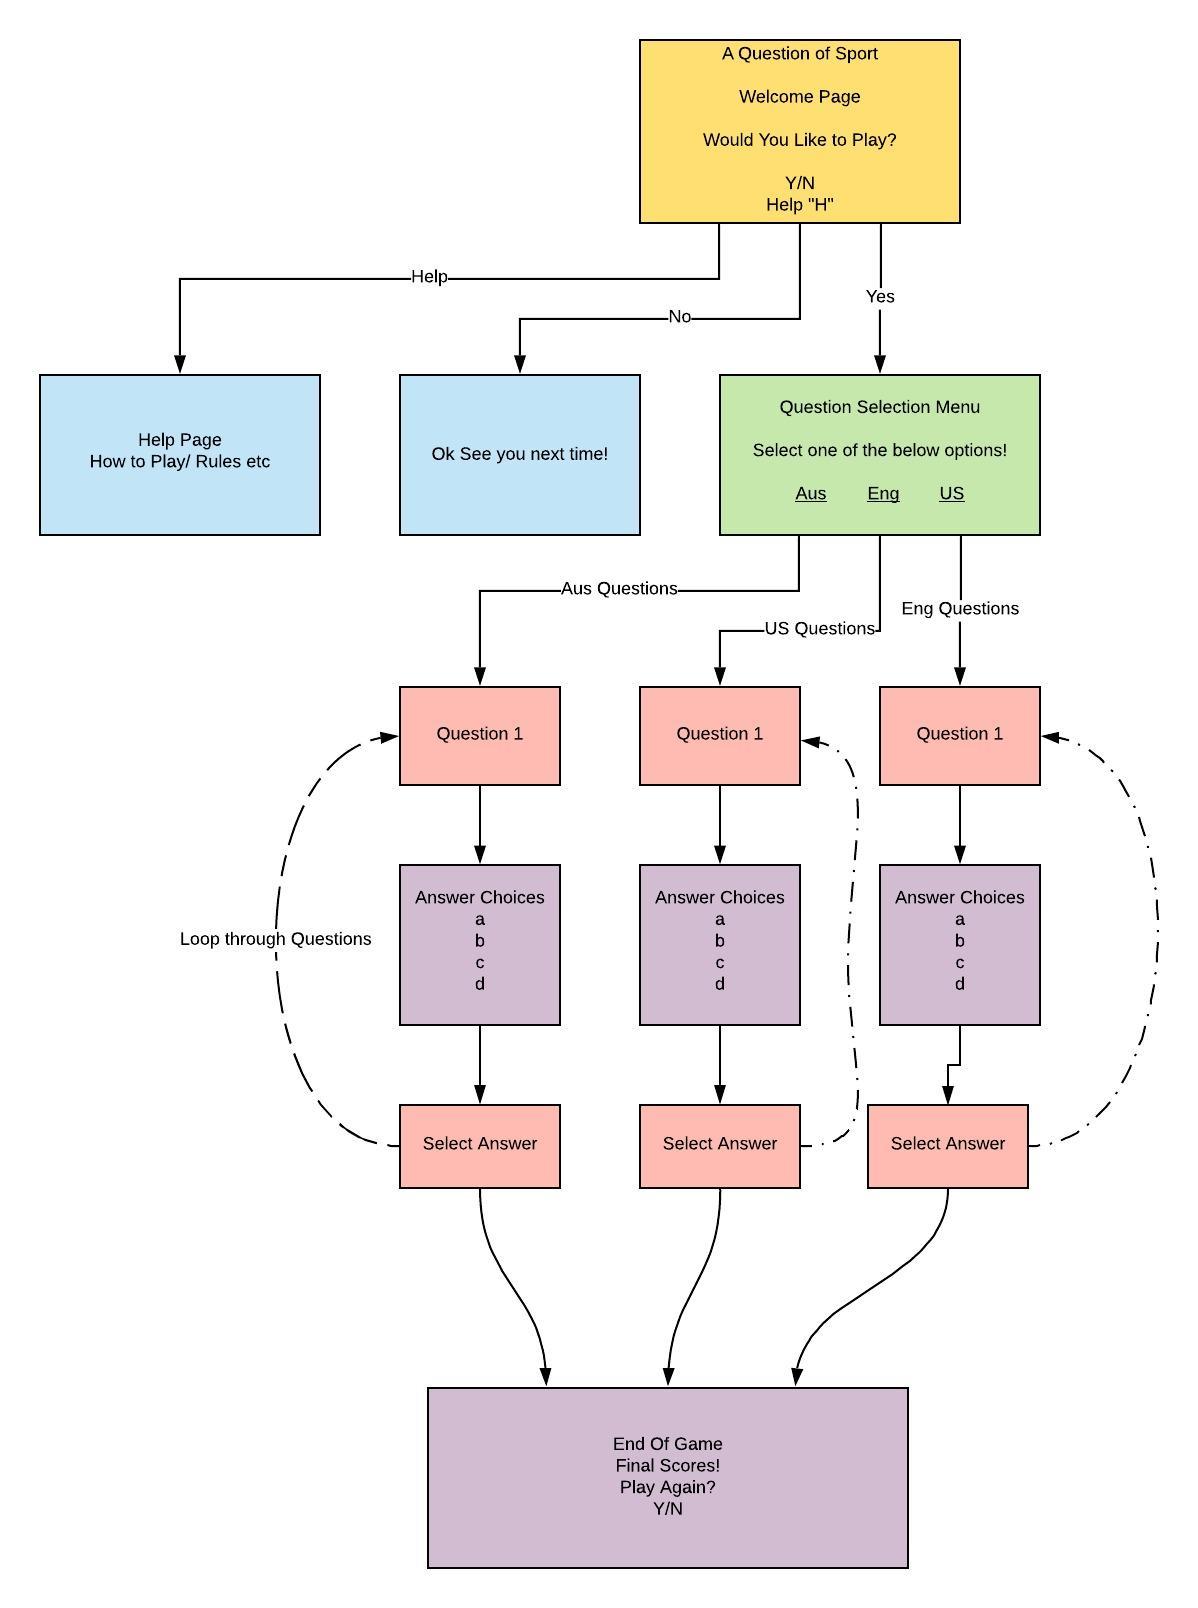 A Question of Sport
Welcome Page
Would You Like to Play?
Y/N
Help "H"
Help
No
Yes
Help Page
How to Play/ Rules etc
Ok See you next time!
Question Selection Menu
Select one of the below options!
Aus Eng US
Aus Questions
US Questions
Eng Questions
Question 1
Question 1
Question 1
Answer Choices
a
b
c
d
Answer Choices
a
b
c
d
Answer Choices
a
b
c
d
Loop through Questions
Select Answer
Select Answer
Select Answer
End Of Game
Final Scores!
Play Again?
Y/N